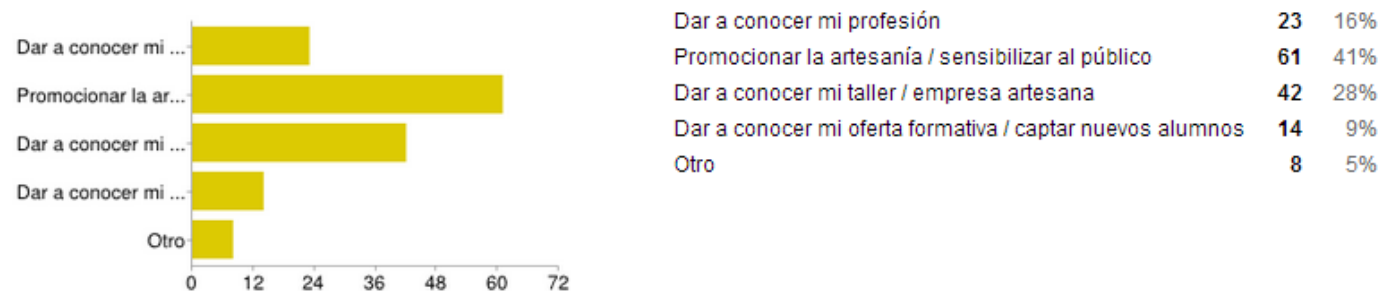 Dar a conocer mi ...
Promocionar la ar...
Dar a conocer mi ...
Dar a conocer mi ...
Otro
0 12 24 36 48 60 72
Dar a conocer mi profesión 23 16%
Promocionar la artesanía / sensibilizar al público 61 41%
Dar a conocer mi taller / empresa artesana 42 28%
Dar a conocer mi oferta formativa / captar nuevos alumnos 14 9%
Otro 8 5%